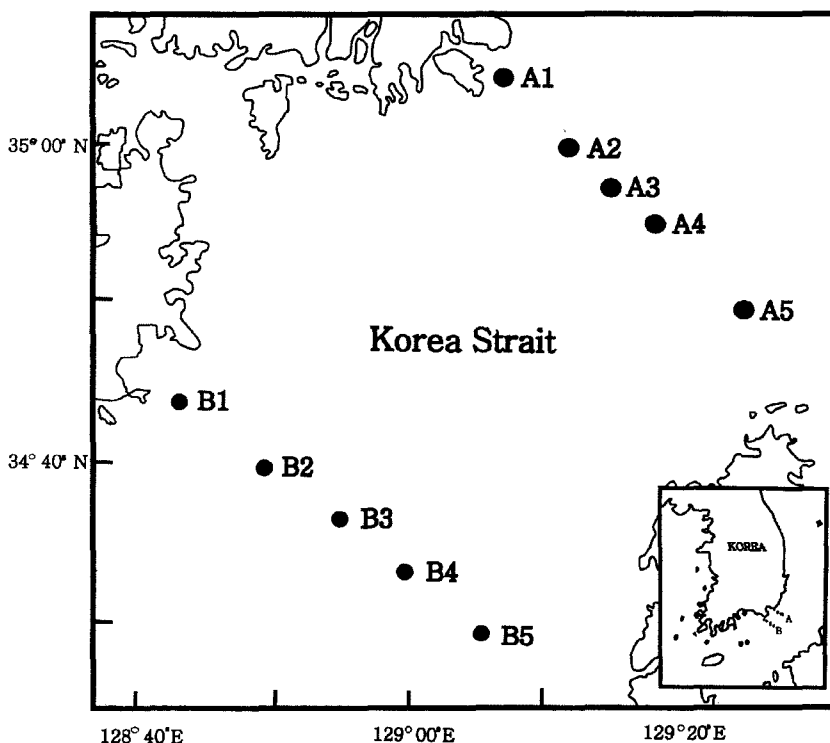 A1
35° 00' N
A2
A3
A4
A5
Korea Strait
B1
34° 40' N
B2
B3
KOREA
B4
A
B
B5
128° 40' E
129° 00' E
129° 20' E